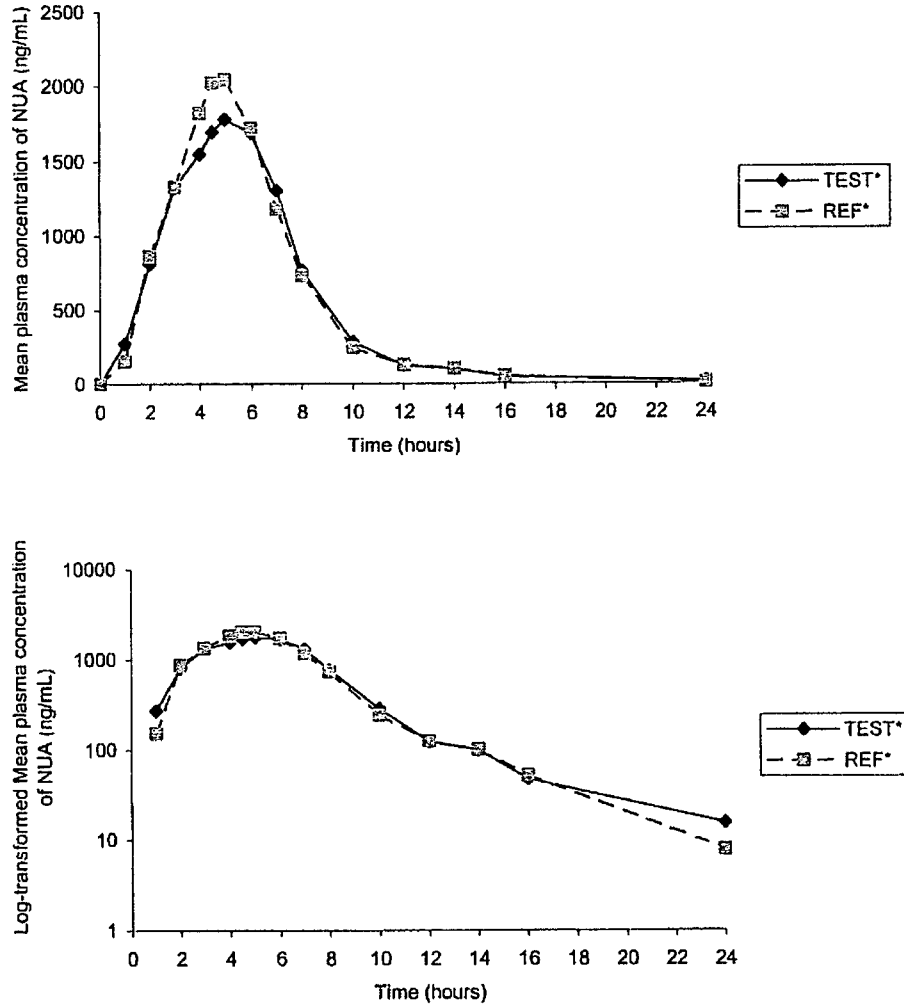 Mean plasma concentration of NUA (ng/mL)
2500
2000
1500
1000
500
0
0 2 4 6 8 10 12 14 16 18 20 22 24
Time (hours)
TEST*
REF*
Log-transformed Mean plasma concentration
of NUA (ng/mL)
10000
1000
100
10
1
0 2 4 6 8 10 12 14 16 18 20 22 24
Time (hours)
TEST*
REF*